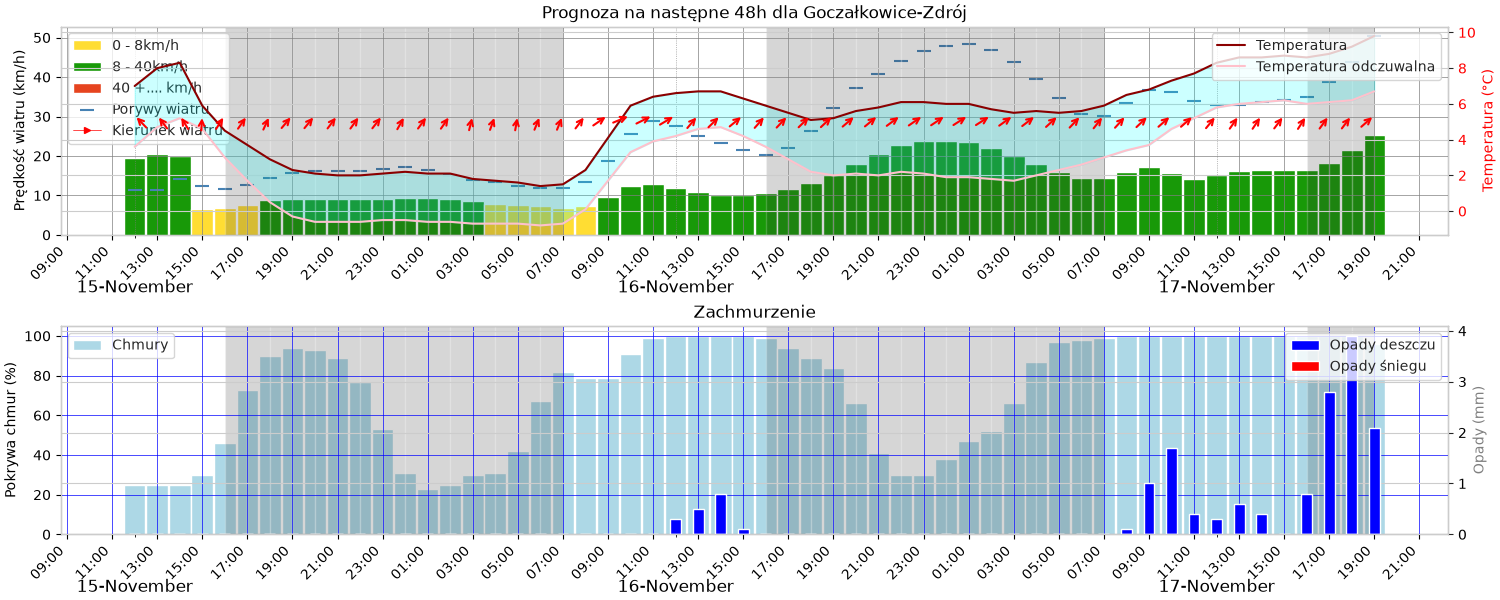 Prognoza na następne 48h dla Goczałkowice-Zdrój
Prędkość wiatru (km/h)
50
40
30
20
10
0
0 - 8km/h
8 - 40km/h
40 +.... km/h
Porywy wiatru
Kierunek wiatru
Temperatura
Temperatura odczuwalna
10
8
6
4
2
0
Temperatura (°C)
09:00 11:00 13:00 15:00 17:00 19:00 21:00 23:00 01:00 03:00 05:00 07:00 09:00 11:00 13:00 15:00 17:00 19:00 21:00 23:00 01:00 03:00 05:00 07:00 09:00 11:00 13:00 15:00 17:00 19:00 21:00
15-November 16-November 17-November
Zachmurzenie
Pokrywa chmur (%)
100
80
60
40
20
0
Chmury
Opady deszczu
Opady śniegu
4
3
2
1
0
Opady (mm)
09:00 11:00 13:00 15:00 17:00 19:00 21:00 23:00 01:00 03:00 05:00 07:00 09:00 11:00 13:00 15:00 17:00 19:00 21:00 23:00 01:00 03:00 05:00 07:00 09:00 11:00 13:00 15:00 17:00 19:00 21:00
15-November 16-November 17-November